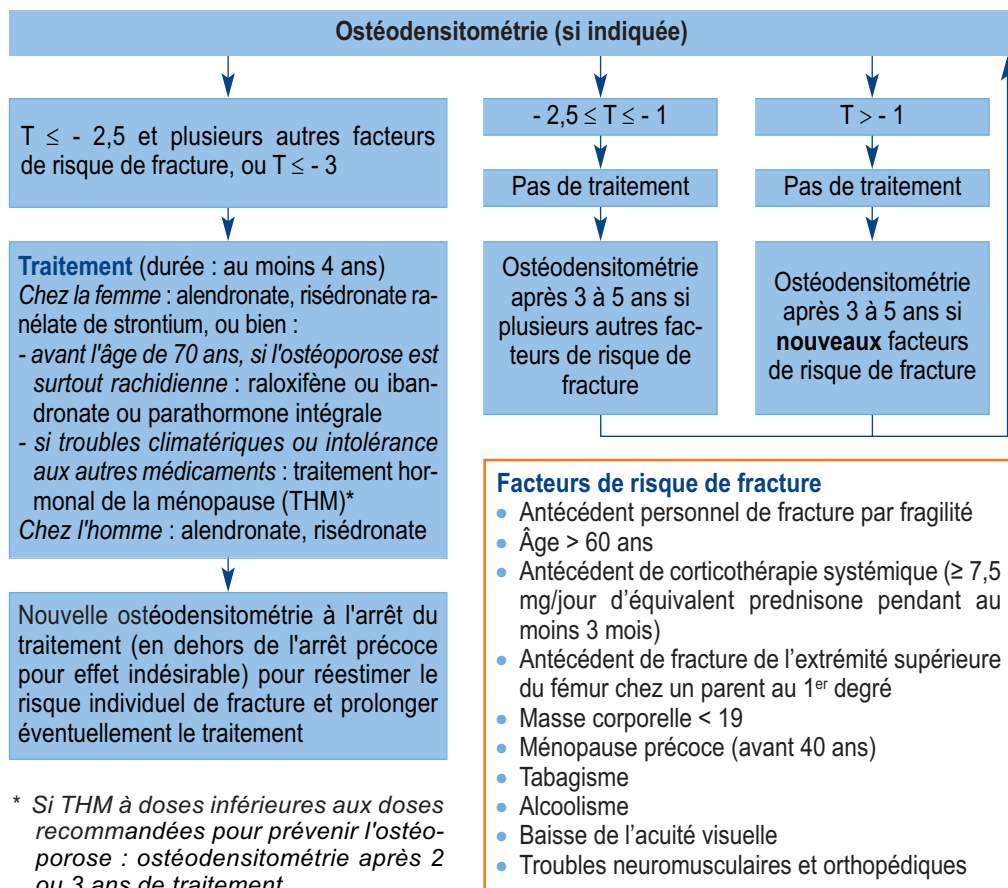 Ostéodensitométrie (si indiquée)
T ≤ - 2,5 et plusieurs autres facteurs
de risque de fracture, ou T ≤ - 3
Traitement (durée : au moins 4 ans)
Chez la femme : alendronate, risédronate ra-
nélate de strontium, ou bien :
- avant l'âge de 70 ans, si l'ostéoporose est
surtout rachidienne : raloxifène ou iban-
dronate ou parathormone intégrale
- si troubles climatériques ou intolérance
aux autres médicaments : traitement hor-
monal de la ménopause (THM)*
Chez l'homme : alendronate, risédronate
Nouvelle ostéodensitométrie à l'arrêt du
traitement (en dehors de l'arrêt précoce
pour effet indésirable) pour réestimer le
risque individuel de fracture et prolonger
éventuellement le traitement
* Si THM à doses inférieures aux doses
recommandées pour prévenir l'ostéo-
porose : ostéodensitométrie après 2
ou 3 ans de traitement
- 2,5 ≤ T ≤ - 1
Pas de traitement
Ostéodensitométrie
après 3 à 5 ans si
plusieurs autres fac-
teurs de risque de
fracture
T > - 1
Pas de traitement
Ostéodensitométrie
après 3 à 5 ans si
nouveaux facteurs
de risque de fracture
Facteurs de risque de fracture
• Antécédent personnel de fracture par fragilité
• Âge > 60 ans
• Antécédent de corticothérapie systémique (≥ 7,5
mg/jour d'équivalent prednisone pendant au
moins 3 mois)
• Antécédent de fracture de l'extrémité supérieure
du fémur chez un parent au 1er degré
• Masse corporelle < 19
• Ménopause précoce (avant 40 ans)
• Tabagisme
• Alcoolisme
• Baisse de l'acuité visuelle
• Troubles neuromusculaires et orthopédiques